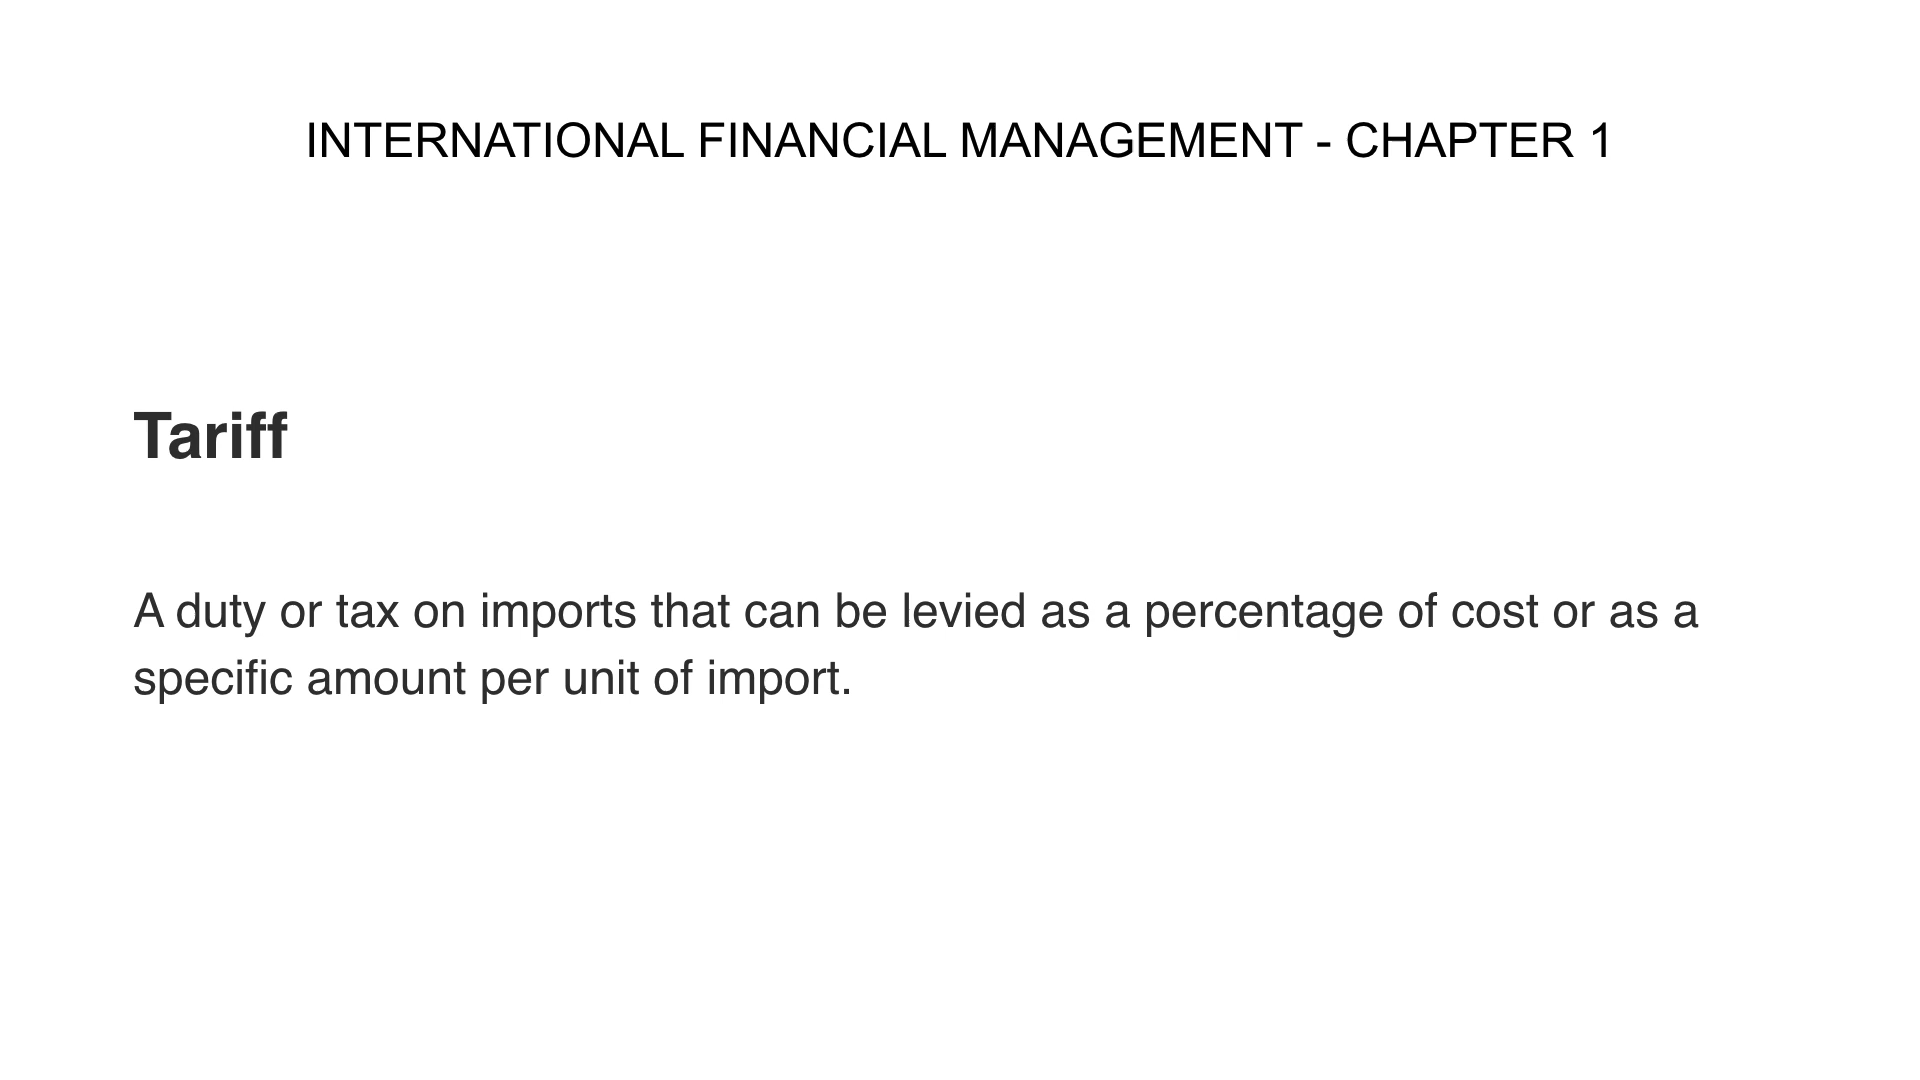 INTERNATIONAL FINANCIAL MANAGEMENT - CHAPTER 1
Tariff
A duty or tax on imports that can be levied as a percentage of cost or as a
specific amount per unit of import.